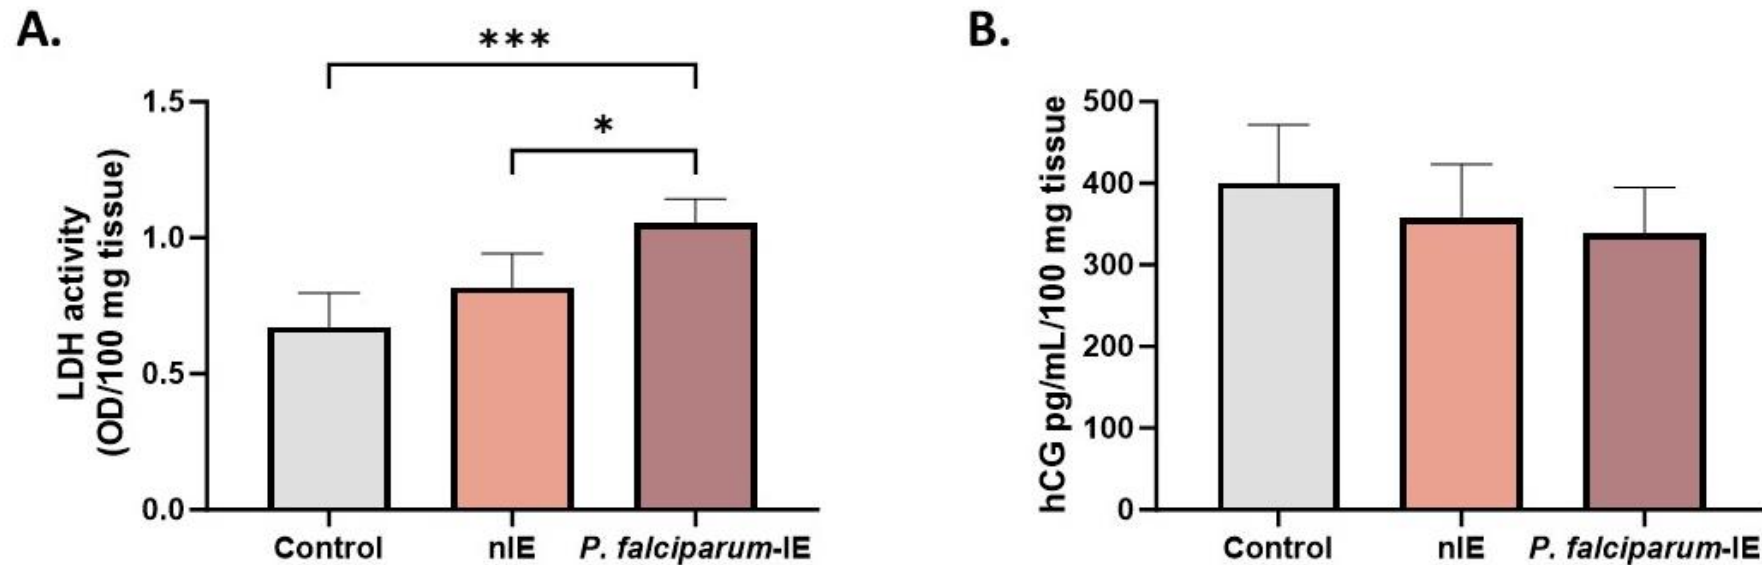 A.
***
*
LDH activity
(OD/100 mg tissue)
1.5
1.0
0.5
0.0
Control nIE P. falciparum-IE
B.
hCG pg/mL/100 mg tissue
500
400
300
200
100
0
Control nIE P. falciparum-IE